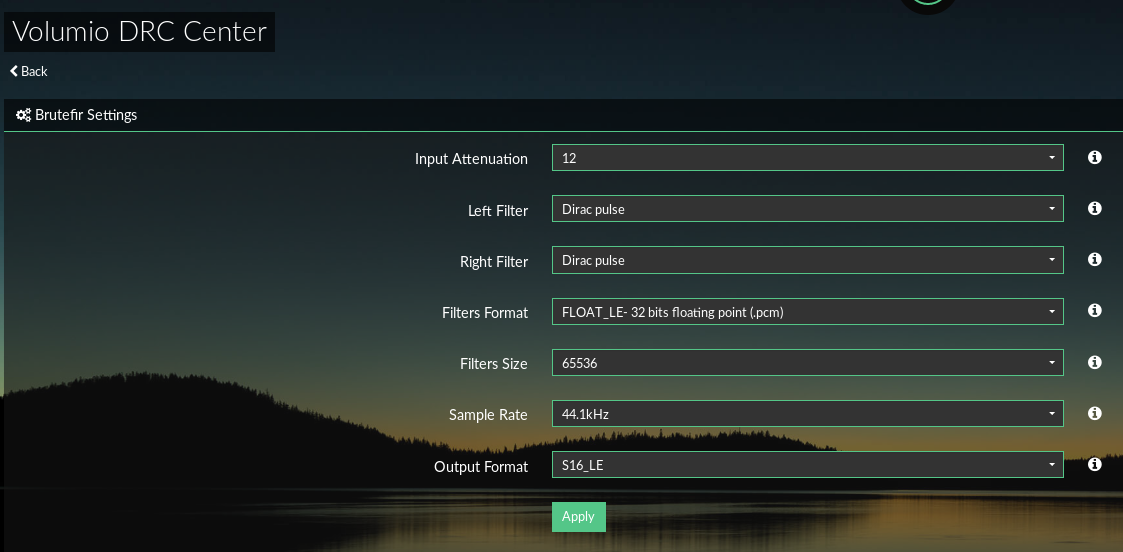 Volumio DRC Center
Back
Brutefir Settings
Input Attenuation 12
Left Filter Dirac pulse
Right Filter Dirac pulse
Filters Format FLOAT_LE- 32 bits floating point (.pcm)
Filters Size 65536
Sample Rate 44.1kHz
Output Format S16_LE
Apply